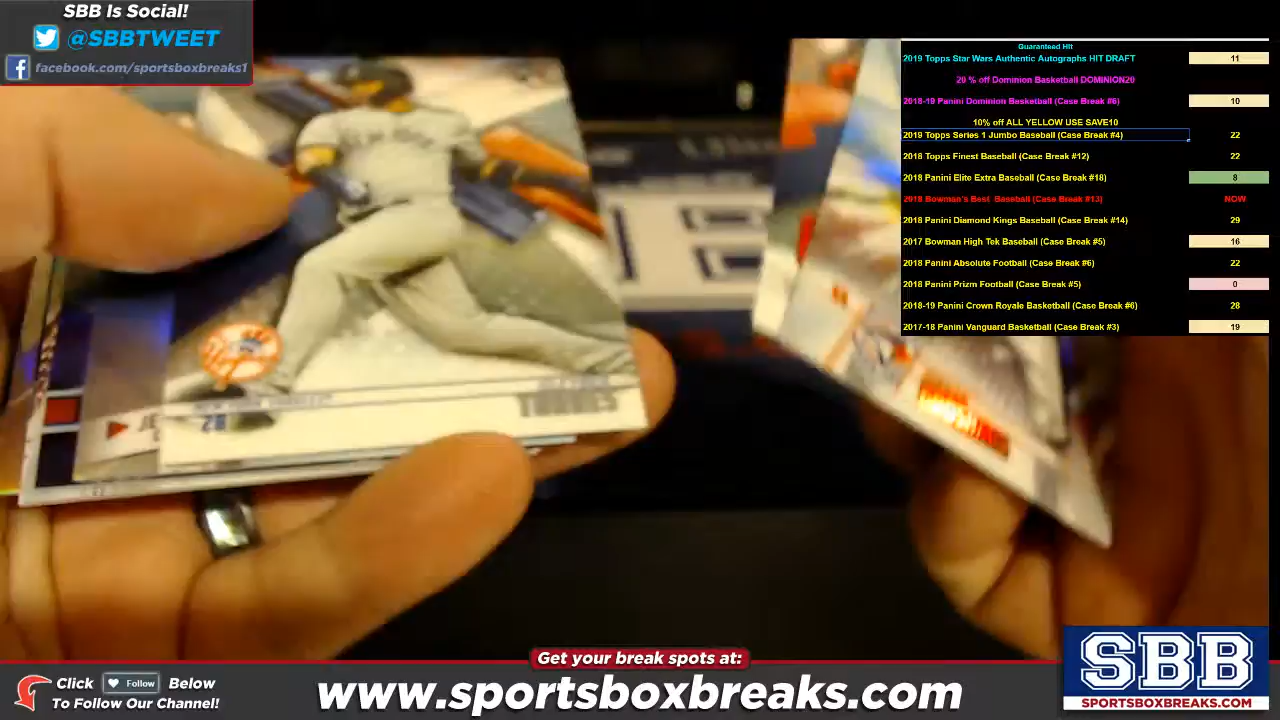 SBB Is Social!
@SBBTWEET
facebook.com/sportsboxbreaks1
Guaranteed Hit
2019 Topps Star Wars Authentic Autographs HIT DRAFT 11
20 % off Dominion Basketball DOMINION20
2018-19 Panini Dominion Basketball (Case Break #6) 10
10% off ALL YELLOW USE SAVE10
2019 Topps Series 1 Jumbo Baseball (Case Break #4) 22
2018 Topps Finest Baseball (Case Break #12) 22
2018 Panini Elite Extra Baseball (Case Break #18) 8
2018 Bowman's Best Baseball (Case Break #13) NOW
2018 Panini Diamond Kings Baseball (Case Break #14) 29
2017 Bowman High Tek Baseball (Case Break #5) 16
2018 Panini Absolute Football (Case Break #6) 22
2018 Panini Prizm Football (Case Break #5) 0
2018-19 Panini Crown Royale Basketball (Case Break #6) 28
2017-18 Panini Vanguard Basketball (Case Break #3) 19
TORRES
Get your break spots at:
Click Follow Below
To Follow Our Channel!
www.sportsboxbreaks.com
SBB
SPORTSBOXBREAKS.COM